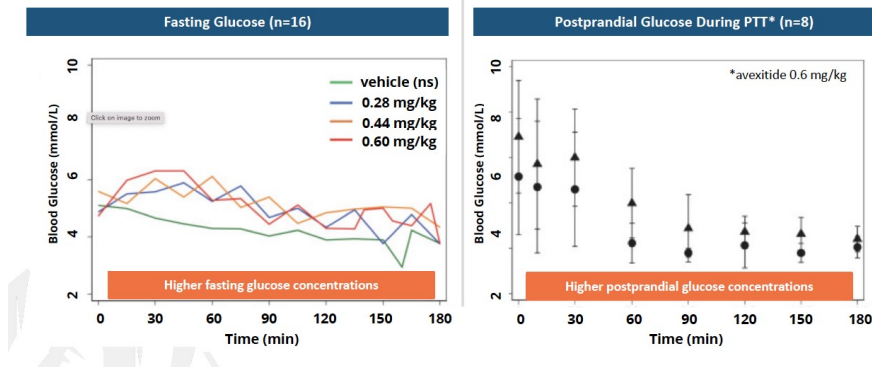 Fasting Glucose (n=16)
Blood Glucose (mmol/L)
10
8
6
4
2
Click on image to zoom
vehicle (ns)
0.28 mg/kg
0.44 mg/kg
0.60 mg/kg
Higher fasting glucose concentrations
0 30 60 90 120 150 180
Time (min)
Postprandial Glucose During PTT* (n=8)
Blood Glucose (mmol/L)
10
8
6
4
2
*avexitide 0.6 mg/kg
Higher postprandial glucose concentrations
0 30 60 90 120 150 180
Time (min)